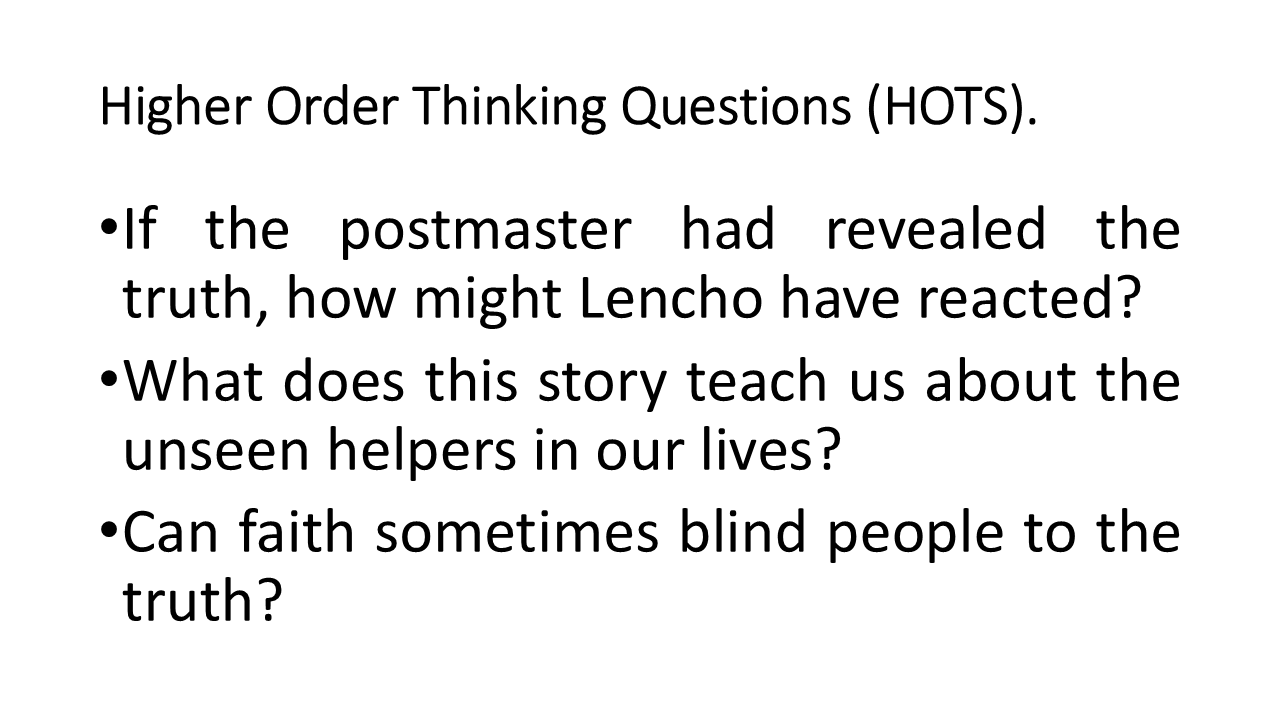 Higher Order Thinking Questions (HOTS).
•If the postmaster had revealed the
truth, how might Lencho have reacted?
•What does this story teach us about the
unseen helpers in our lives?
•Can faith sometimes blind people to the
truth?